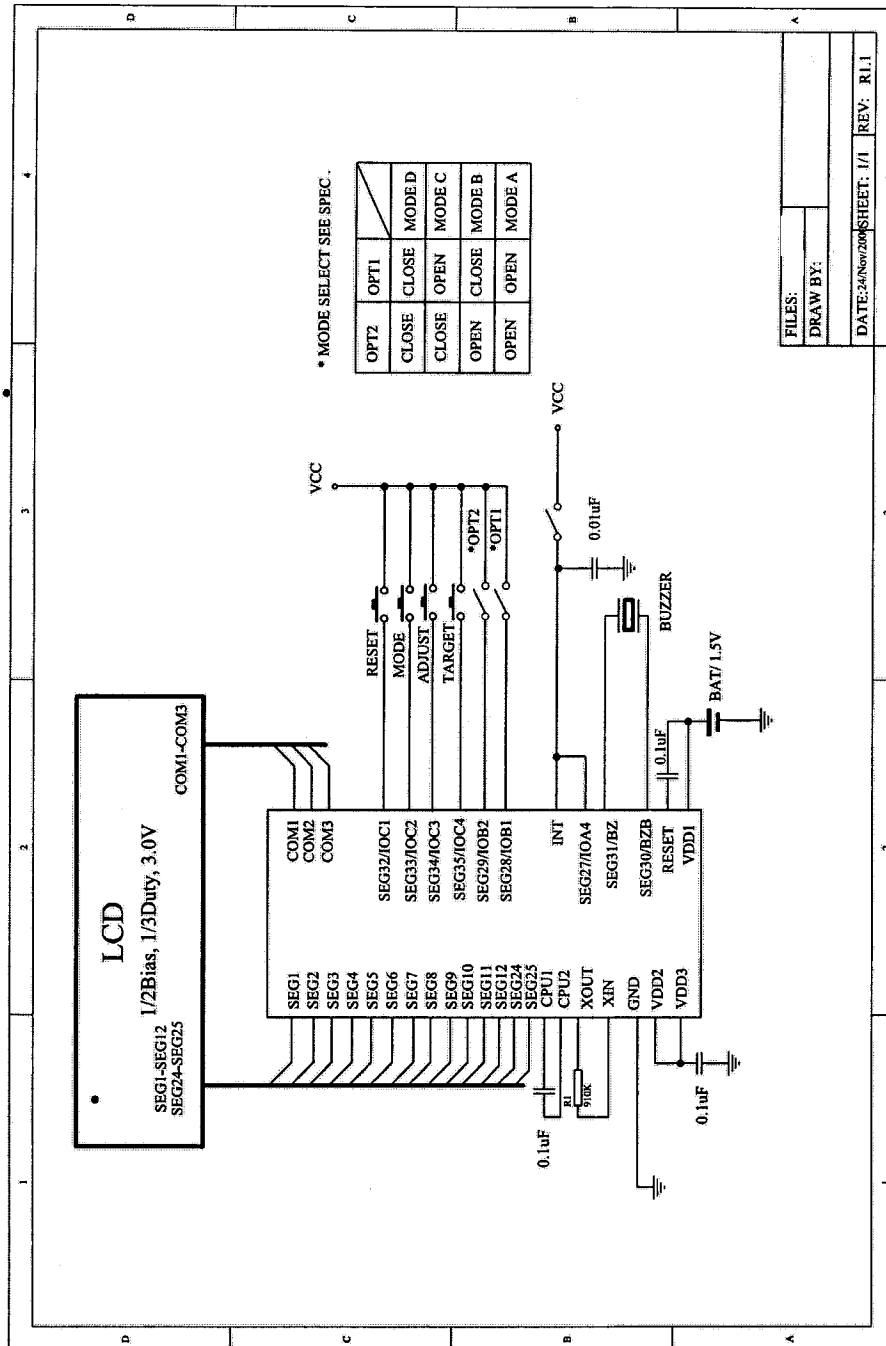 LCD
1/2Bias, 1/3Duty, 3.0V
SEG1-SEG12
SEG24-SEG25
COM1-COM3
SEG1
SEG2
SEG3
SEG4
SEG5
SEG6
SEG7
SEG8
SEG9
SEG10
SEG11
SEG12
SEG24
SEG25
CPU1
CPU2
XOUT
XIN
GND
VDD2
VDD3
COM1
COM2
COM3
SEG32/IOC1
SEG33/IOC2
SEG34/IOC3
SEG35/IOC4
SEG29/IOB2
SEG28/IOB1
INT
SEG27/IOA4
SEG31/BZ
SEG30/BZB
RESET
VDD1
0.1uF
R1
910K
0.1uF
RESET
MODE
ADJUST
TARGET
*OPT2
*OPT1
VCC
VCC
0.01uF
BUZZER
0.1uF
BAT/ 1.5V
* MODE SELECT SEE SPEC .
OPT2 OPT1
CLOSE CLOSE MODE D
CLOSE OPEN MODE C
OPEN CLOSE MODE B
OPEN OPEN MODE A
FILES:
DRAW BY:
DATE:24/Nov/2006 SHEET: 1/1 REV: R1.1
1
2
3
4
D
C
B
A
D
C
B
A